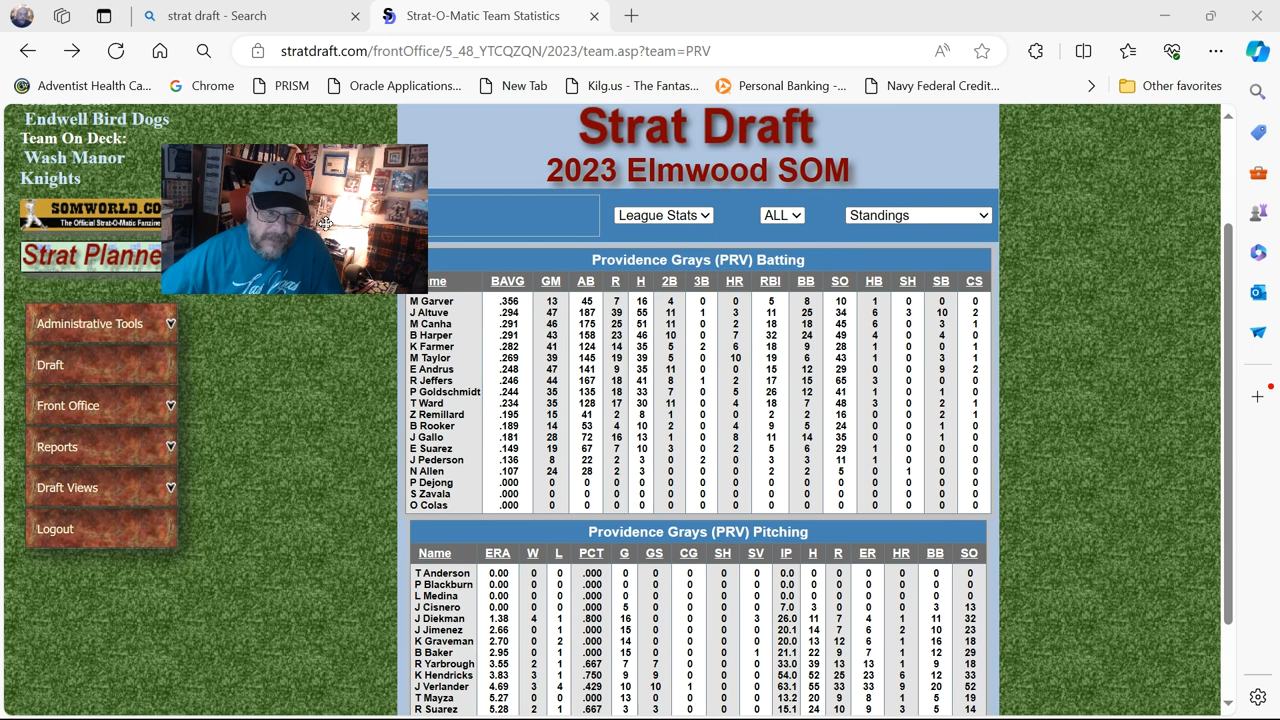 strat draft - Search
Strat-O-Matic Team Statistics
stratdraft.com/frontOffice/5_48_YTCQZQN/2023/team.asp?team=PRV
Adventist Health Ca...
Chrome
PRISM
Oracle Applications...
New Tab
Kilg.us - The Fantas...
Personal Banking -...
Navy Federal Credit...
Other favorites
Endwell Bird Dogs
Team On Deck:
Wash Manor
Knights
SOMWORLD.CO
The Official Strat-O-Matic Fanzine
Strat Planne
Administrative Tools
Draft
Front Office
Reports
Draft Views
Logout
Strat Draft
2023 Elmwood SOM
League Stats ALL Standings
Providence Grays (PRV) Batting
me BAVG GM AB R H 2B 3B HR RBI BB SO HB SH SB CS
M Garver .356 13 45 7 16 4 0 0 5 8 10 1 0 0 0
J Altuve .294 47 187 39 55 11 1 3 11 25 34 6 3 10 2
M Canha .291 46 175 25 51 11 0 2 18 18 45 6 0 3 1
B Harper .291 43 158 23 46 10 0 7 32 24 49 4 0 4 0
K Farmer .282 41 124 14 35 5 2 6 18 9 28 1 0 0 1
M Taylor .269 39 145 19 39 5 0 10 19 6 43 1 0 3 1
E Andrus .248 47 141 9 35 11 0 0 15 12 29 0 0 9 2
R Jeffers .246 44 167 18 41 8 1 2 17 15 65 3 0 0 0
P Goldschmidt .244 35 135 18 33 7 0 5 26 12 41 1 0 1 0
T Ward .234 35 128 17 30 11 0 4 18 7 48 3 0 2 1
Z Remillard .195 15 41 2 8 1 0 0 2 2 16 0 0 2 1
B Rooker .189 14 53 4 10 2 0 4 9 5 24 0 0 1 0
J Gallo .181 28 72 16 13 1 0 8 11 14 35 0 0 1 0
E Suarez .149 19 67 7 10 3 0 2 5 6 29 1 0 0 0
J Pederson .136 8 22 2 3 0 2 0 3 3 11 1 0 0 0
N Allen .107 24 28 2 3 0 0 0 2 2 5 0 1 0 0
P Dejong .000 0 0 0 0 0 0 0 0 0 0 0 0 0 0
S Zavala .000 0 0 0 0 0 0 0 0 0 0 0 0 0 0
O Colas .000 0 0 0 0 0 0 0 0 0 0 0 0 0 0
Providence Grays (PRV) Pitching
Name ERA W L PCT G GS CG SH SV IP H R ER HR BB SO
T Anderson 0.00 0 0 .000 0 0 0 0 0 0.0 0 0 0 0 0 0
P Blackburn 0.00 0 0 .000 0 0 0 0 0 0.0 0 0 0 0 0 0
L Medina 0.00 0 0 .000 0 0 0 0 0 0.0 0 0 0 0 0 0
J Cisnero 0.00 0 0 .000 5 0 0 0 0 7.0 3 0 0 0 3 13
J Diekman 1.38 4 1 .800 16 0 0 0 3 26.0 11 7 4 1 11 32
J Jimenez 2.66 0 1 .000 15 0 0 0 0 20.1 14 7 6 2 10 23
K Graveman 2.70 0 2 .000 14 0 0 0 0 20.0 13 12 6 1 16 18
B Baker 2.95 0 1 .000 15 0 0 0 1 21.1 22 9 7 1 12 29
R Yarbrough 3.55 2 1 .667 7 7 0 0 0 33.0 39 13 13 1 9 18
K Hendricks 3.83 3 1 .750 9 9 0 0 0 54.0 52 25 23 6 12 33
J Verlander 4.69 3 4 .429 10 10 1 0 0 63.1 55 33 33 9 20 52
T Mayza 5.27 0 0 .000 13 0 0 0 0 13.2 20 9 8 1 5 19
R Suarez 5.28 2 1 .667 3 3 0 0 0 15.1 24 10 9 3 5 14